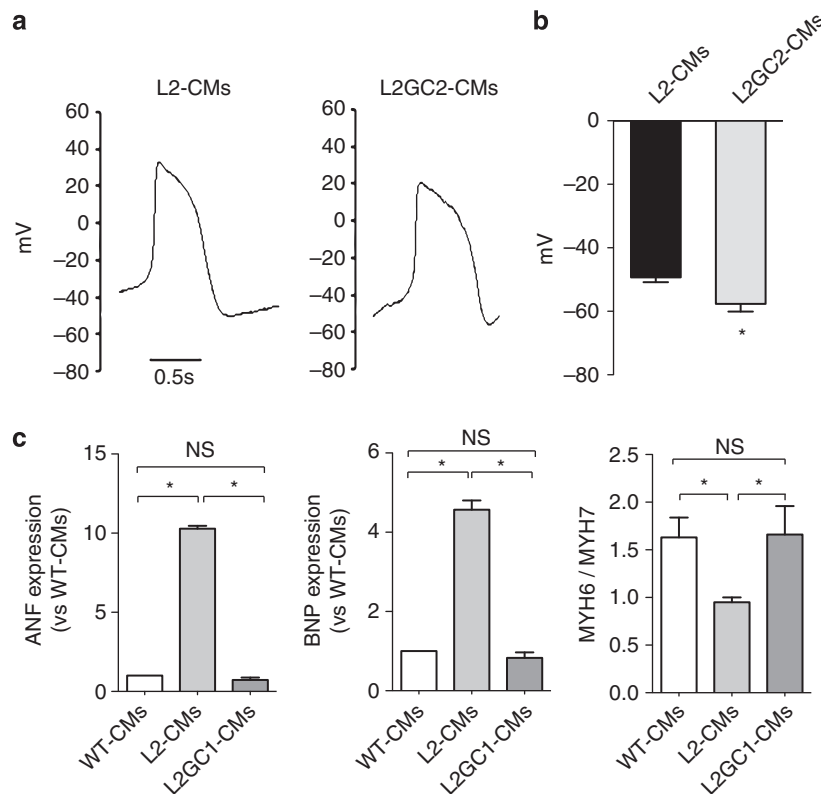 a
L2-CMs
L2GC2-CMs
mV
60
40
20
0
–20
–40
–60
–80
0.5s
60
40
20
0
–20
–40
–60
–80
b
L2-CMs
L2GC2-CMs
mV
0
–20
–40
–60
–80
*
c
ANF expression
(vs WT-CMs)
15
10
5
0
NS
* *
WT-CMs
L2-CMs
L2GC1-CMs
BNP expression
(vs WT-CMs)
6
4
2
0
NS
* *
WT-CMs
L2-CMs
L2GC1-CMs
MYH6 / MYH7
2.5
2.0
1.5
1.0
0.5
0.0
NS
* *
WT-CMs
L2-CMs
L2GC1-CMs